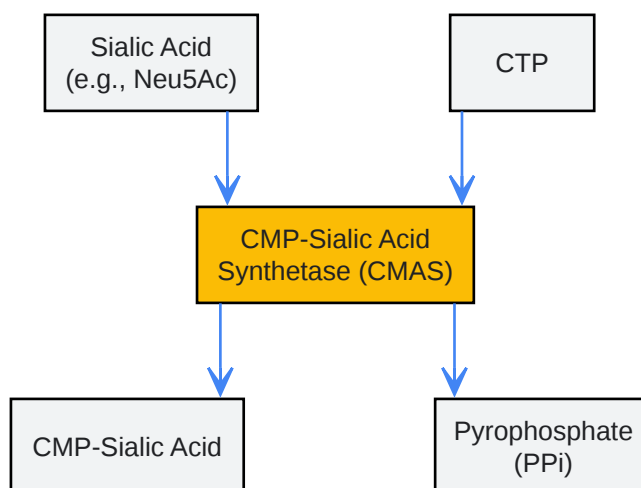 Sialic Acid
(e.g., Neu5Ac)
CTP
CMP-Sialic Acid
Synthetase (CMAS)
CMP-Sialic Acid
Pyrophosphate
(PPi)